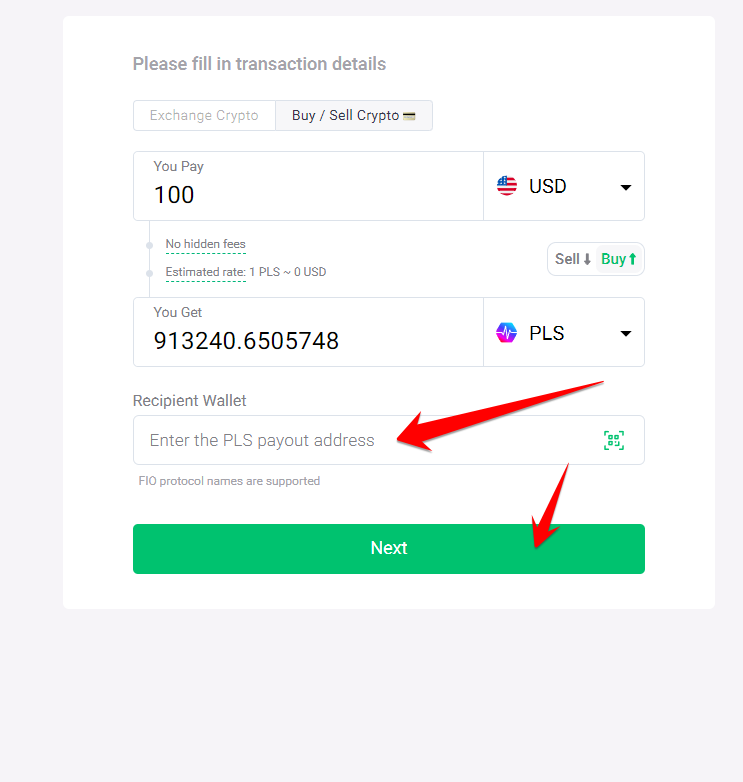 Please fill in transaction details
Exchange Crypto
Buy / Sell Crypto
You Pay
100
USD
No hidden fees
Sell
Buy
Estimated rate: 1 PLS ~ 0 USD
You Get
913240.6505748
PLS
Recipient Wallet
Enter the PLS payout address
FIO protocol names are supported
Next